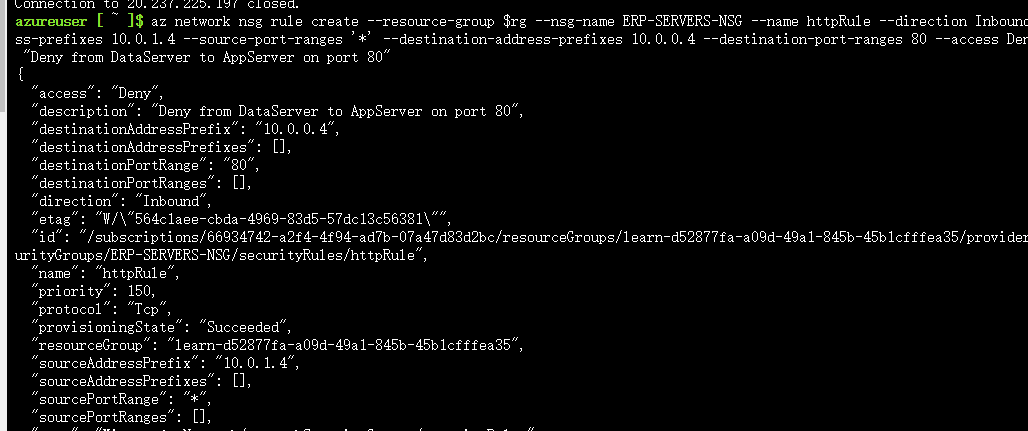 Connection to 20.237.225.197 closed.
azureuser [ ~ ]$ az network nsg rule create --resource-group $rg --nsg-name ERP-SERVERS-NSG --name httpRule --direction Inbound
ss-prefixes 10.0.1.4 --source-port-ranges '*' --destination-address-prefixes 10.0.0.4 --destination-port-ranges 80 --access Den
"Deny from DataServer to AppServer on port 80"
{
"access": "Deny",
"description": "Deny from DataServer to AppServer on port 80",
"destinationAddressPrefix": "10.0.0.4",
"destinationAddressPrefixes": [],
"destinationPortRange": "80",
"destinationPortRanges": [],
"direction": "Inbound",
"etag": "W/\"564c1aee-cbda-4969-83d5-57dc13c56381\"",
"id": "/subscriptions/66934742-a2f4-4f94-ad7b-07a47d83d2bc/resourceGroups/learn-d52877fa-a09d-49a1-845b-45b1cfffea35/provider
urityGroups/ERP-SERVERS-NSG/securityRules/httpRule",
"name": "httpRule",
"priority": 150,
"protocol": "Tcp",
"provisioningState": "Succeeded",
"resourceGroup": "learn-d52877fa-a09d-49a1-845b-45b1cfffea35",
"sourceAddressPrefix": "10.0.1.4",
"sourceAddressPrefixes": [],
"sourcePortRange": "*",
"sourcePortRanges": [],